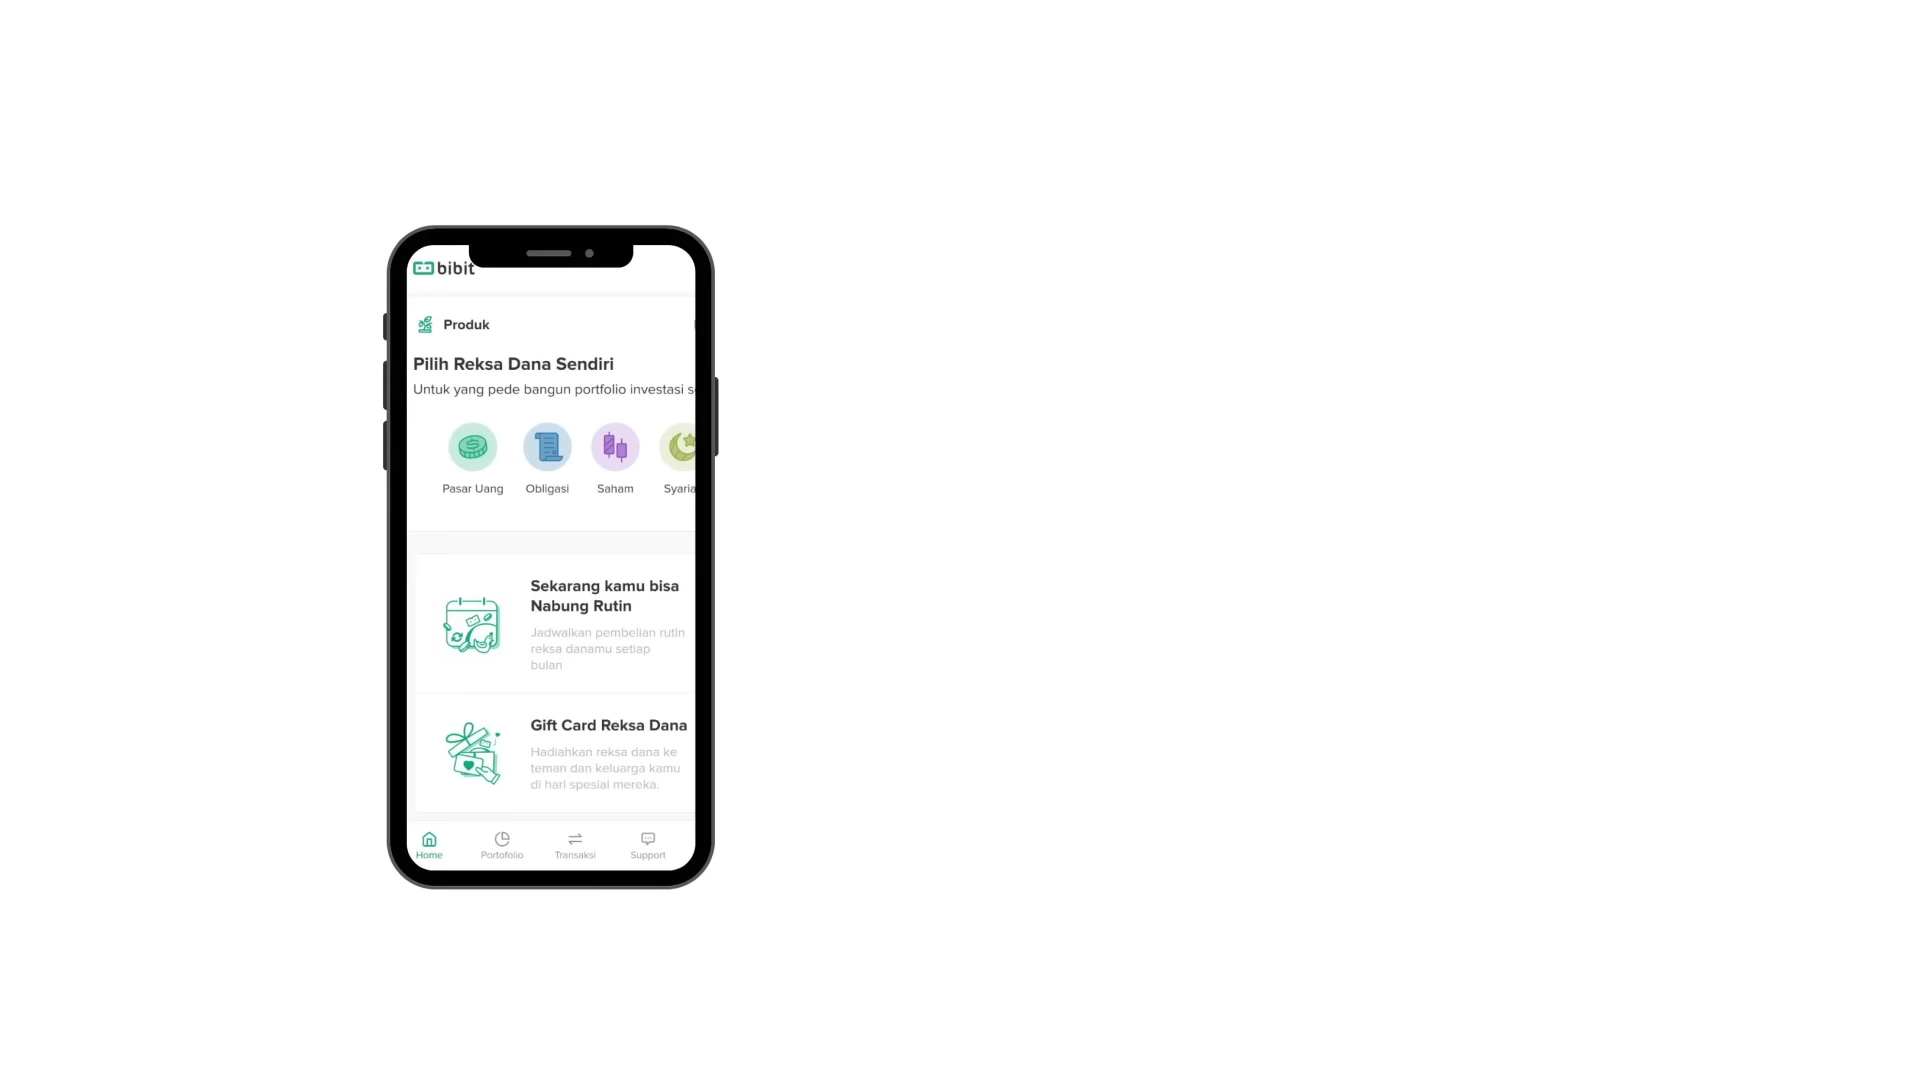 bibit
Produk
Pilih Reksa Dana Sendiri
Untuk yang pede bangun portfolio investasi s
Pasar Uang
Obligasi
Saham
Syaria
Sekarang kamu bisa
Nabung Rutin
Jadwalkan pembelian rutin
reksa danamu setiap
bulan
Gift Card Reksa Dana
Hadiahkan reksa dana ke
teman dan keluarga kamu
di hari spesial mereka.
Home
Portofolio
Transaksi
Support